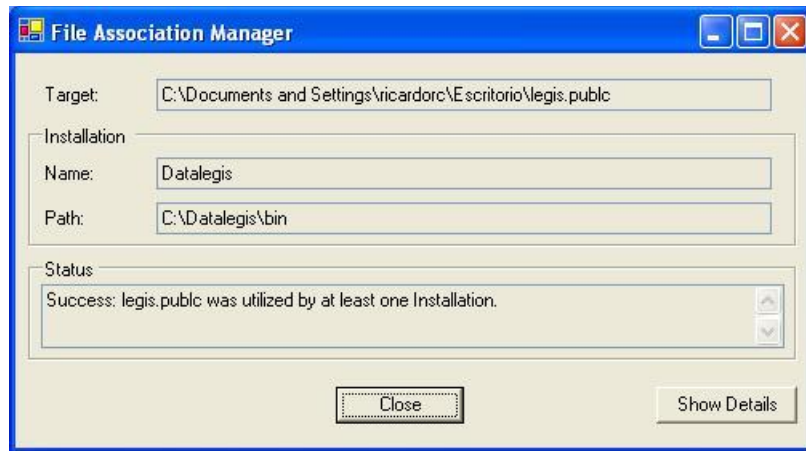 File Association Manager
Target: C:\Documents and Settings\ricardorc\Escritorio\legis.publc
Installation
Name: Datalegis
Path: C:\Datalegis\bin
Status
Success: legis.publc was utilized by at least one Installation.
Close Show Details